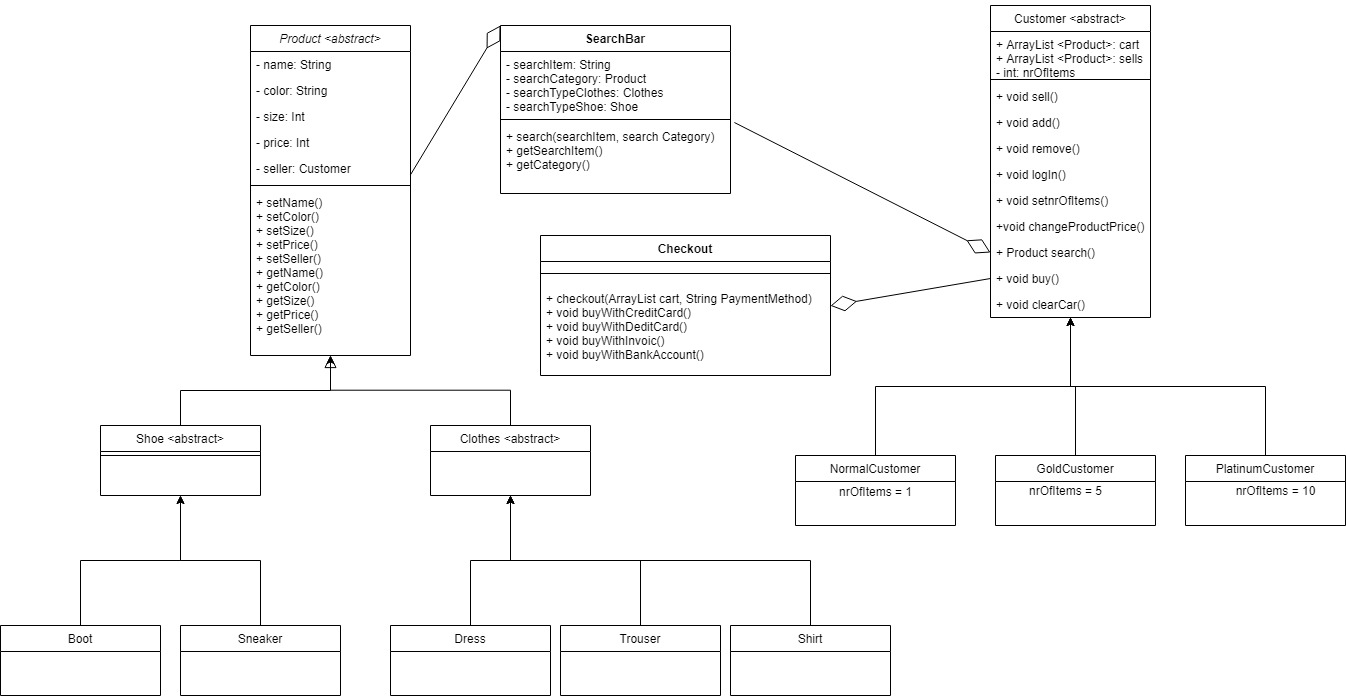 Product <abstract>
- name: String
- color: String
- size: Int
- price: Int
- seller: Customer
+ setName()
+ setColor()
+ setSize()
+ setPrice()
+ setSeller()
+ getName()
+ getColor()
+ getSize()
+ getPrice()
+ getSeller()
SearchBar
- searchItem: String
- searchCategory: Product
- searchTypeClothes: Clothes
- searchTypeShoe: Shoe
+ search(searchItem, search Category)
+ getSearchItem()
+ getCategory()
Customer <abstract>
+ ArrayList <Product>: cart
+ ArrayList <Product>: sells
- int: nrOfItems
+ void sell()
+ void add()
+ void remove()
+ void logIn()
+ void setnrOfItems()
+void changeProductPrice()
+ Product search()
+ void buy()
+ void clearCar()
Checkout
+ checkout(ArrayList cart, String PaymentMethod)
+ void buyWithCreditCard()
+ void buyWithDeditCard()
+ void buyWithInvoic()
+ void buyWithBankAccount()
Shoe <abstract>
Clothes <abstract>
NormalCustomer
nrOfItems = 1
GoldCustomer
nrOfItems = 5
PlatinumCustomer
nrOfItems = 10
Boot
Sneaker
Dress
Trouser
Shirt